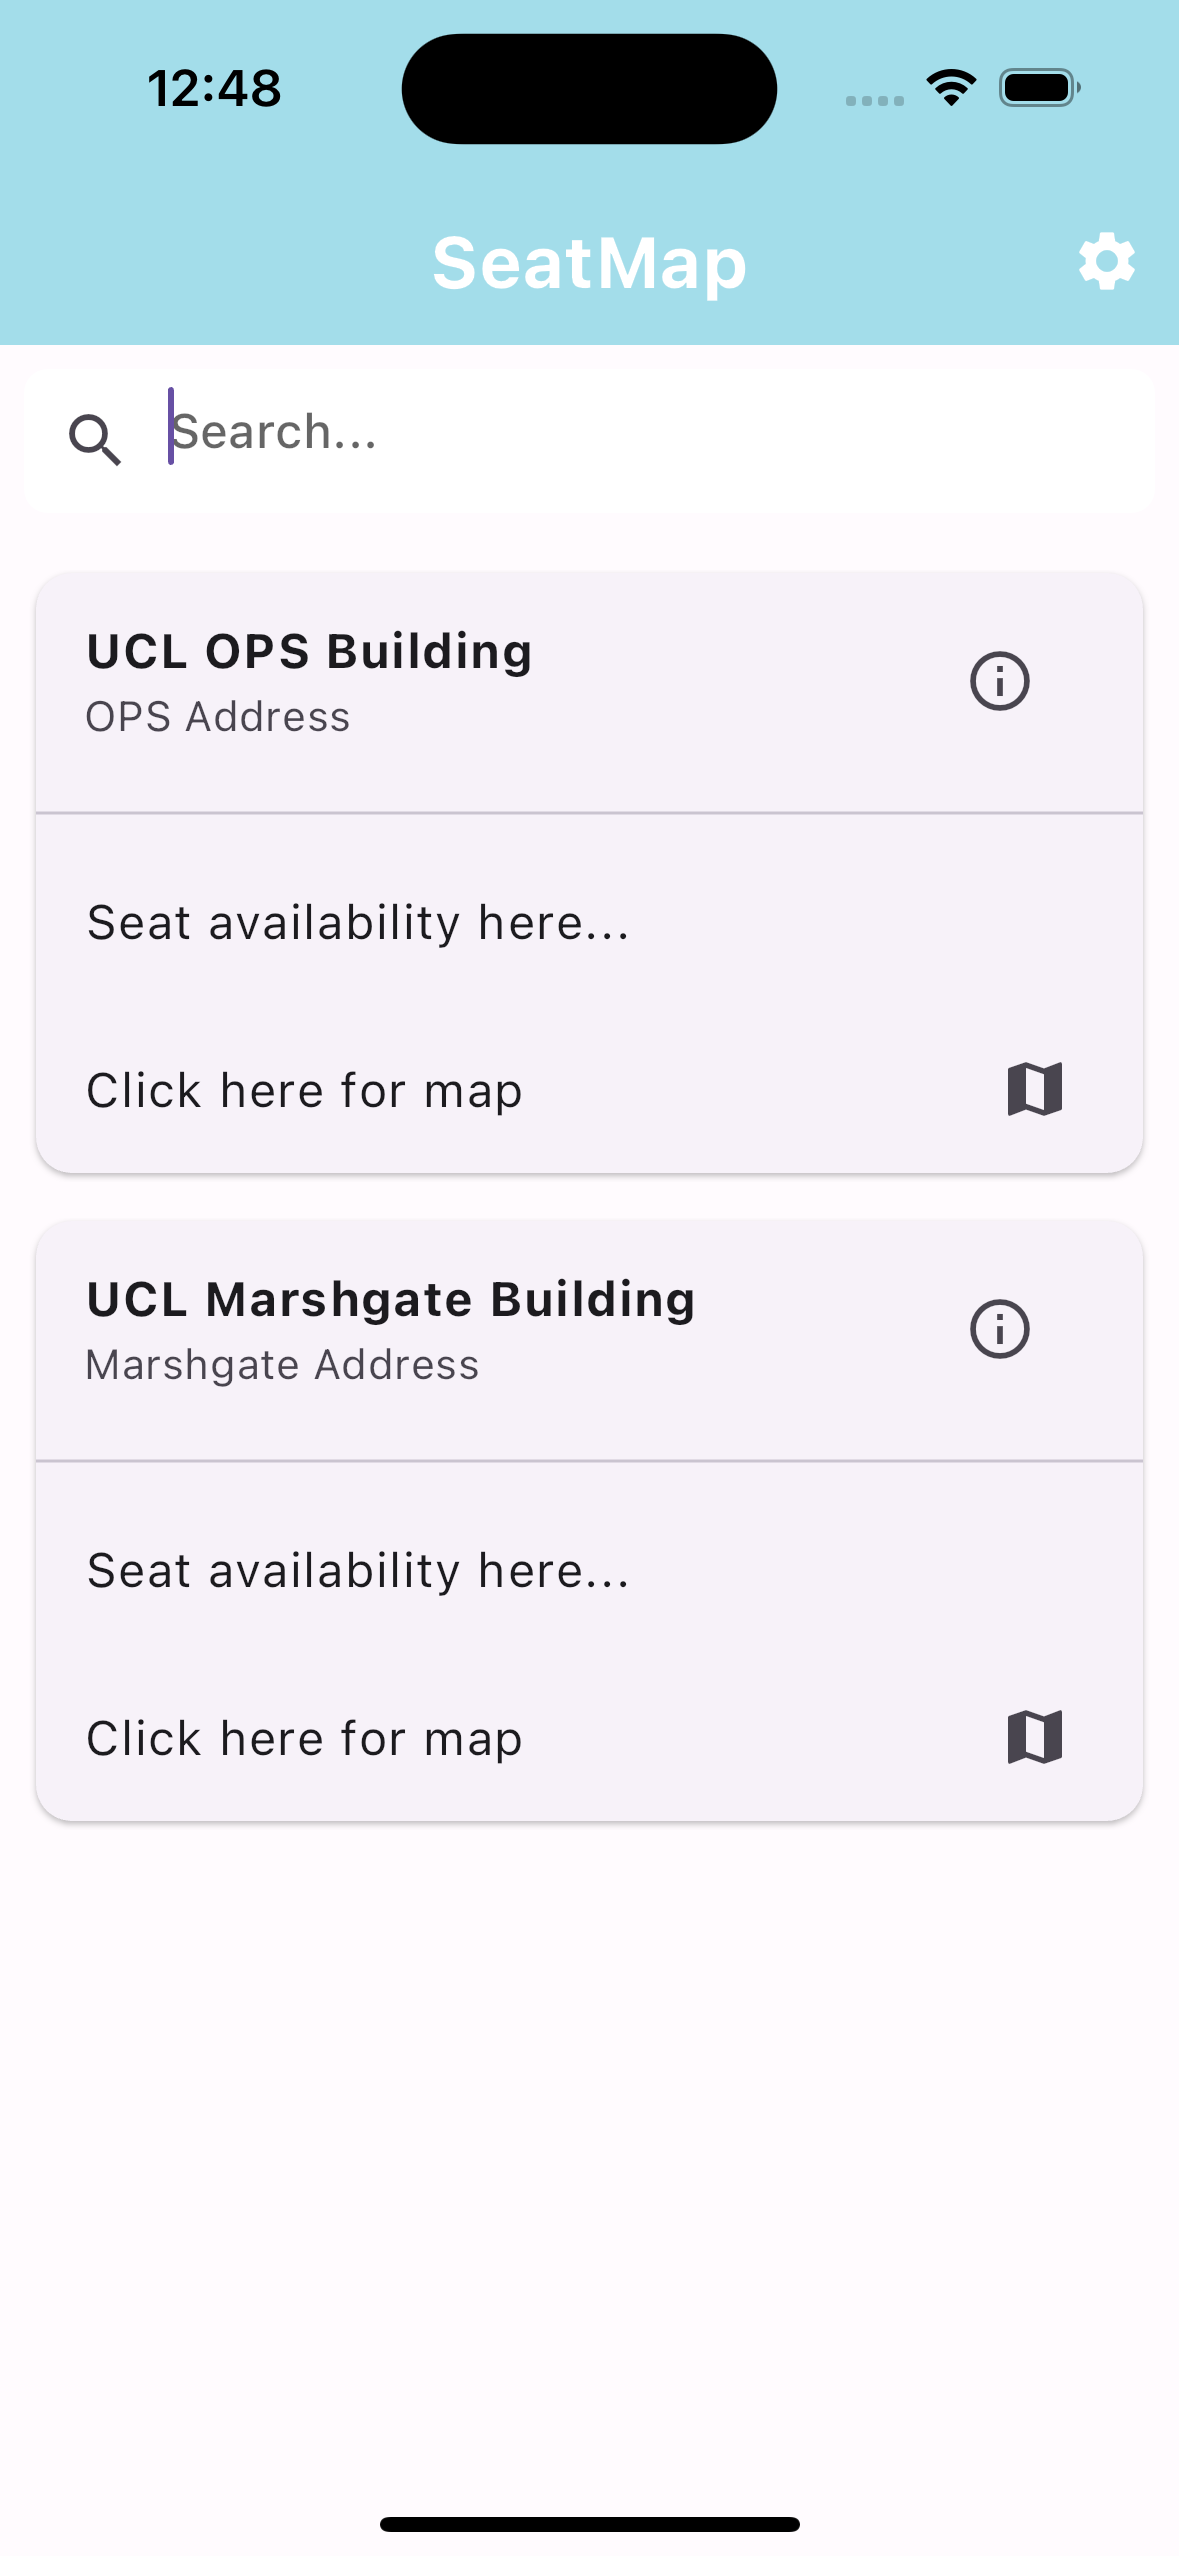 12:48
SeatMap
Search...
UCL OPS Building
OPS Address
Seat availability here...
Click here for map
UCL Marshgate Building
Marshgate Address
Seat availability here...
Click here for map